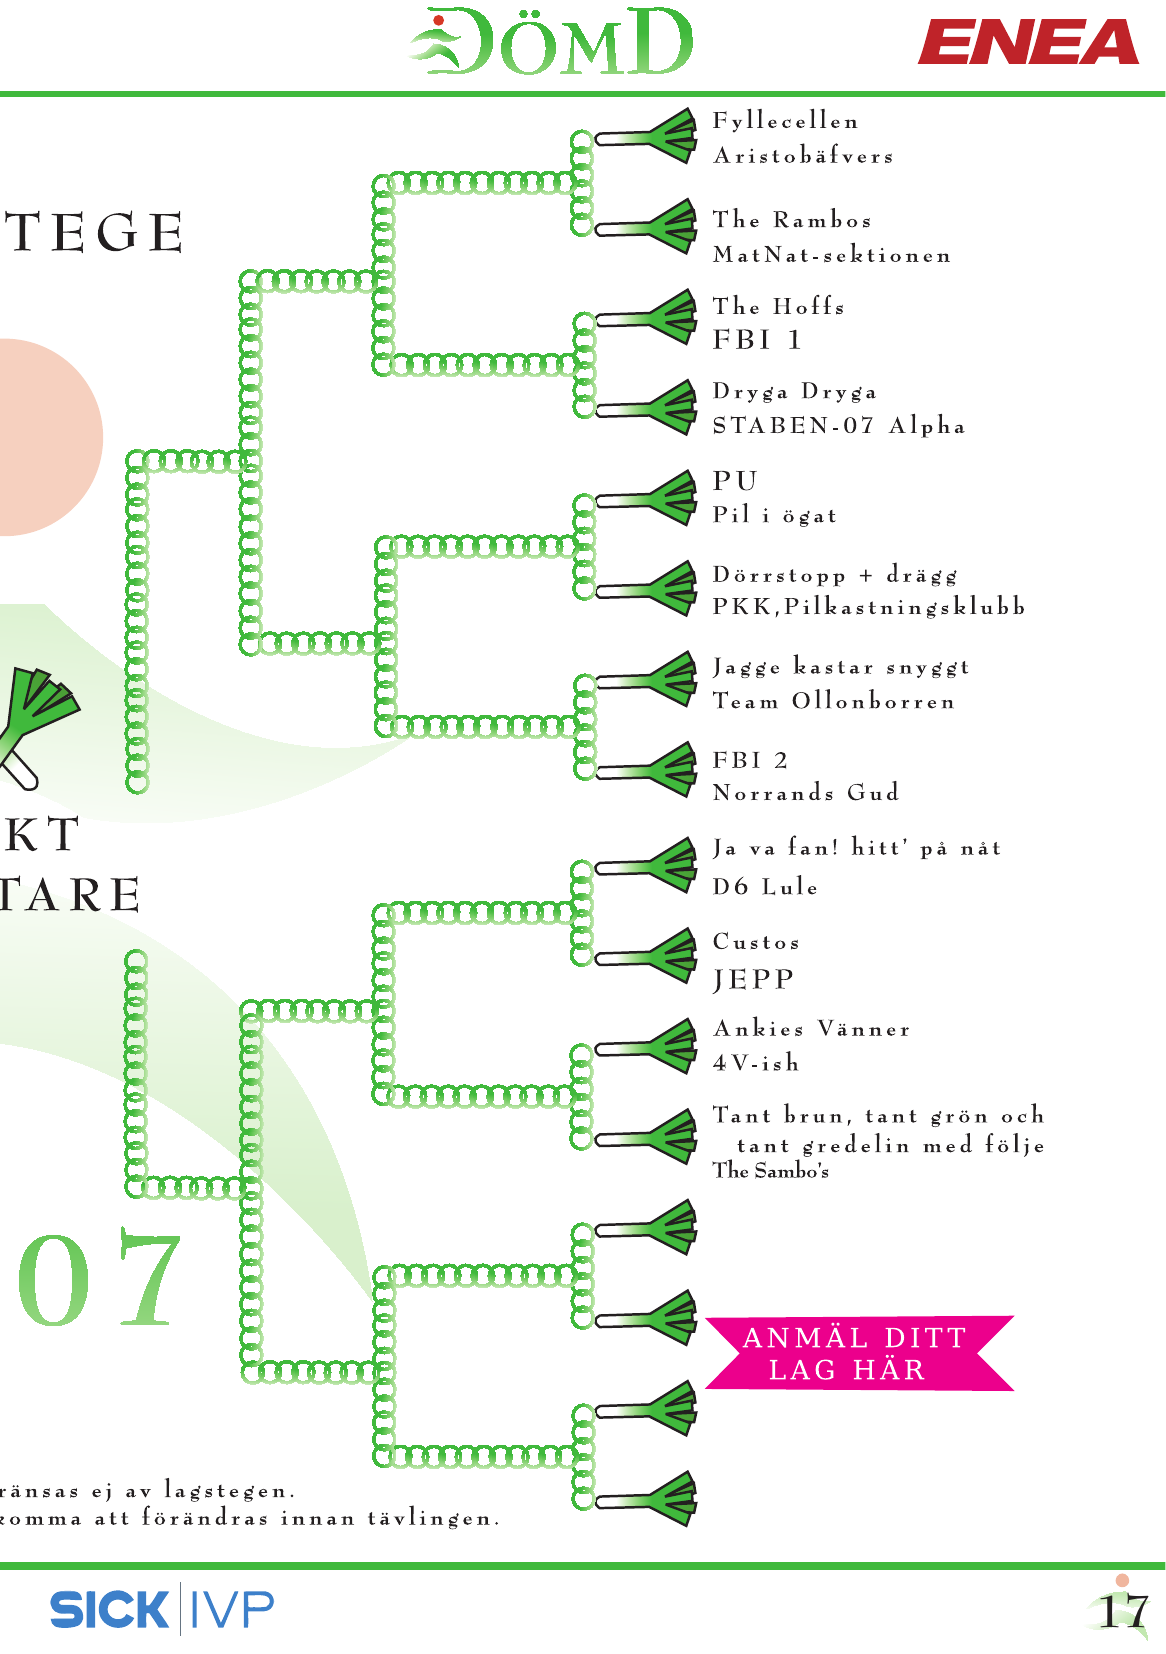 DÖMD
ENEA
TEGE
Fyllecellen
Aristobäfvers
The Rambos
MatNat-sektionen
The Hoffs
FBI 1
Dryga Dryga
STABEN-07 Alpha
PU
Pil i ögat
Dörrstopp + drägg
PKK,Pilkastningsklubb
Jagge kastar snyggt
Team Ollonborren
FBI 2
Norrands Gud
KT
TARE
Ja va fan! hitt' på nåt
D6 Lule
Custos
JEPP
Ankies Vänner
4V-ish
Tant brun, tant grön och
tant gredelin med följe
The Sambo's
07
ANMÄL DITT
LAG HÄR
ränsas ej av lagstegen.
komma att förändras innan tävlingen.
SICK|IVP
17